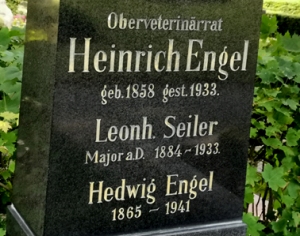 Oberveterinärrat
Heinrich Engel
geb. 1858 gest. 1933.
Leonh. Seiler
Major a.D. 1884 – 1933.
Hedwig Engel
1865 – 1941